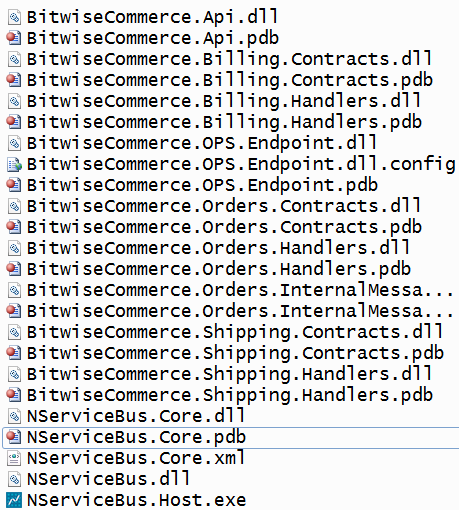 BitwiseCommerce.Api.dll
BitwiseCommerce.Api.pdb
BitwiseCommerce.Billing.Contracts.dll
BitwiseCommerce.Billing.Contracts.pdb
BitwiseCommerce.Billing.Handlers.dll
BitwiseCommerce.Billing.Handlers.pdb
BitwiseCommerce.OPS.Endpoint.dll
BitwiseCommerce.OPS.Endpoint.dll.config
BitwiseCommerce.OPS.Endpoint.pdb
BitwiseCommerce.Orders.Contracts.dll
BitwiseCommerce.Orders.Contracts.pdb
BitwiseCommerce.Orders.Handlers.dll
BitwiseCommerce.Orders.Handlers.pdb
BitwiseCommerce.Orders.InternalMessa...
BitwiseCommerce.Orders.InternalMessa...
BitwiseCommerce.Shipping.Contracts.dll
BitwiseCommerce.Shipping.Contracts.pdb
BitwiseCommerce.Shipping.Handlers.dll
BitwiseCommerce.Shipping.Handlers.pdb
NServiceBus.Core.dll
NServiceBus.Core.pdb
NServiceBus.Core.xml
NServiceBus.dll
NServiceBus.Host.exe